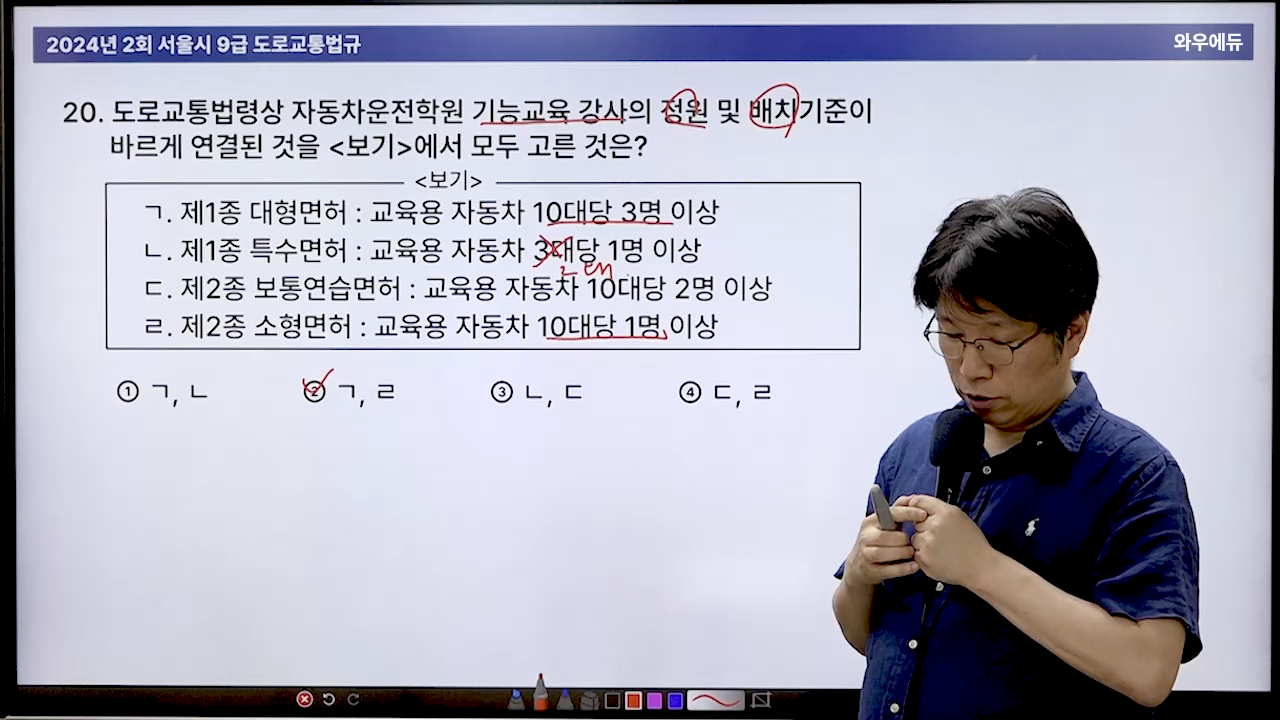 2024년 2회 서울시 9급 도로교통법규
와우에듀
20. 도로교통법령상 자동차운전학원 기능교육 강사의 정원 및 배치기준이
바르게 연결된 것을 <보기>에서 모두 고른 것은?
<보기>
ㄱ. 제1종 대형면허 : 교육용 자동차 10대당 3명 이상
ㄴ. 제1종 특수면허 : 교육용 자동차 3대당 1명 이상
2대
ㄷ. 제2종 보통연습면허 : 교육용 자동차 10대당 2명 이상
ㄹ. 제2종 소형면허 : 교육용 자동차 10대당 1명 이상
① ㄱ, ㄴ ② ㄱ, ㄹ ③ ㄴ, ㄷ ④ ㄷ, ㄹ